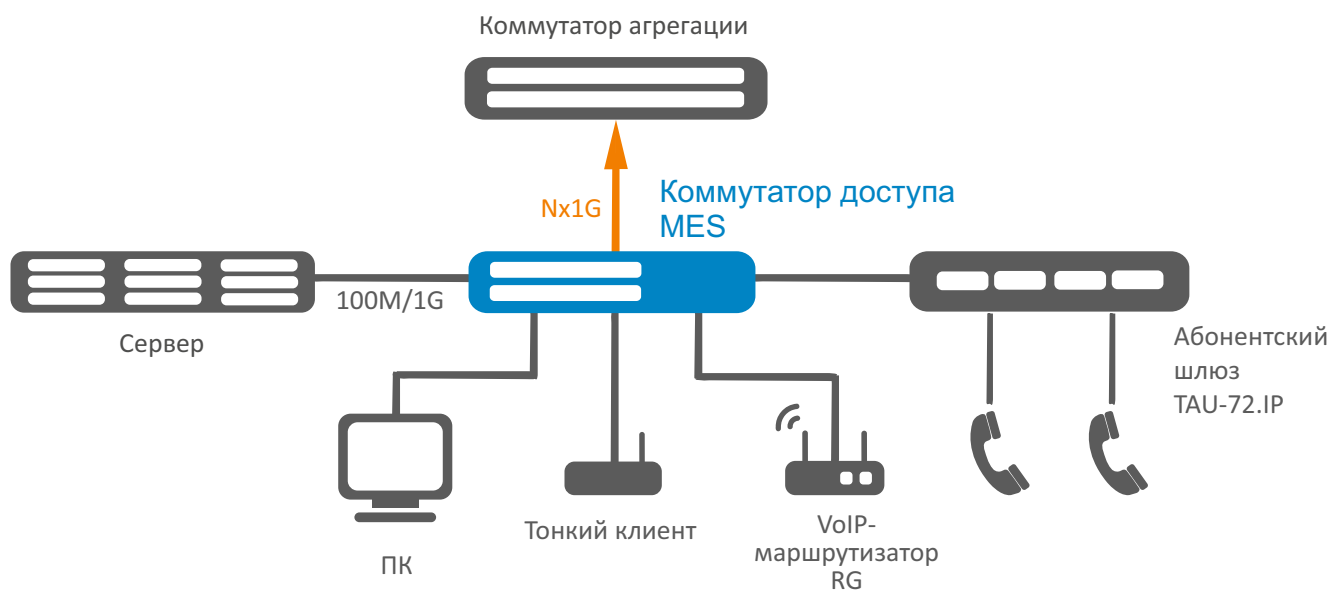 Коммутатор агрегации
Nx1G
Коммутатор доступа
MES
100M/1G
Сервер
Абонентский
шлюз
TAU-72.IP
ПК
Тонкий клиент
VoIP-
маршрутизатор
RG